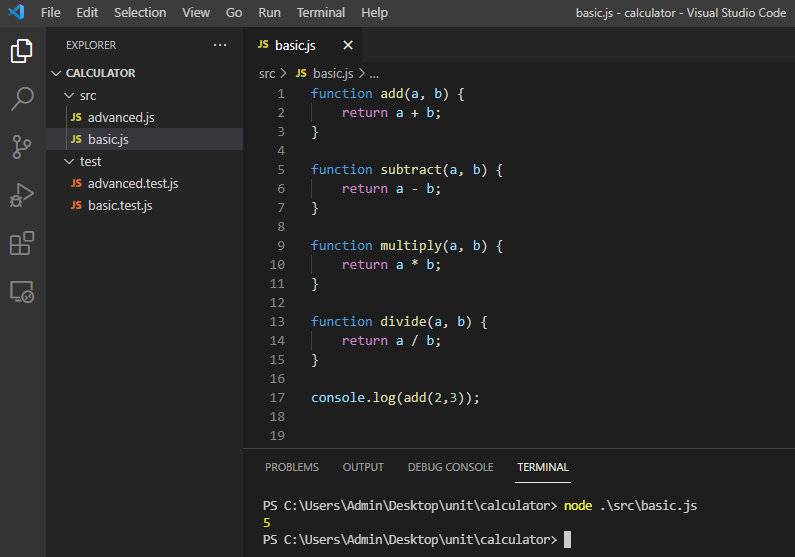 File Edit Selection View Go Run Terminal Help basic.js - calculator - Visual Studio Code
EXPLORER ···
CALCULATOR
src
JS advanced.js
JS basic.js
test
JS advanced.test.js
JS basic.test.js
JS basic.js ×
src > JS basic.js > ...
1 function add(a, b) {
2     return a + b;
3 }
4
5 function subtract(a, b) {
6     return a - b;
7 }
8
9 function multiply(a, b) {
10     return a * b;
11 }
12
13 function divide(a, b) {
14     return a / b;
15 }
16
17 console.log(add(2,3));
18
19
PROBLEMS OUTPUT DEBUG CONSOLE TERMINAL
PS C:\Users\Admin\Desktop\unit\calculator> node .\src\basic.js
5
PS C:\Users\Admin\Desktop\unit\calculator>